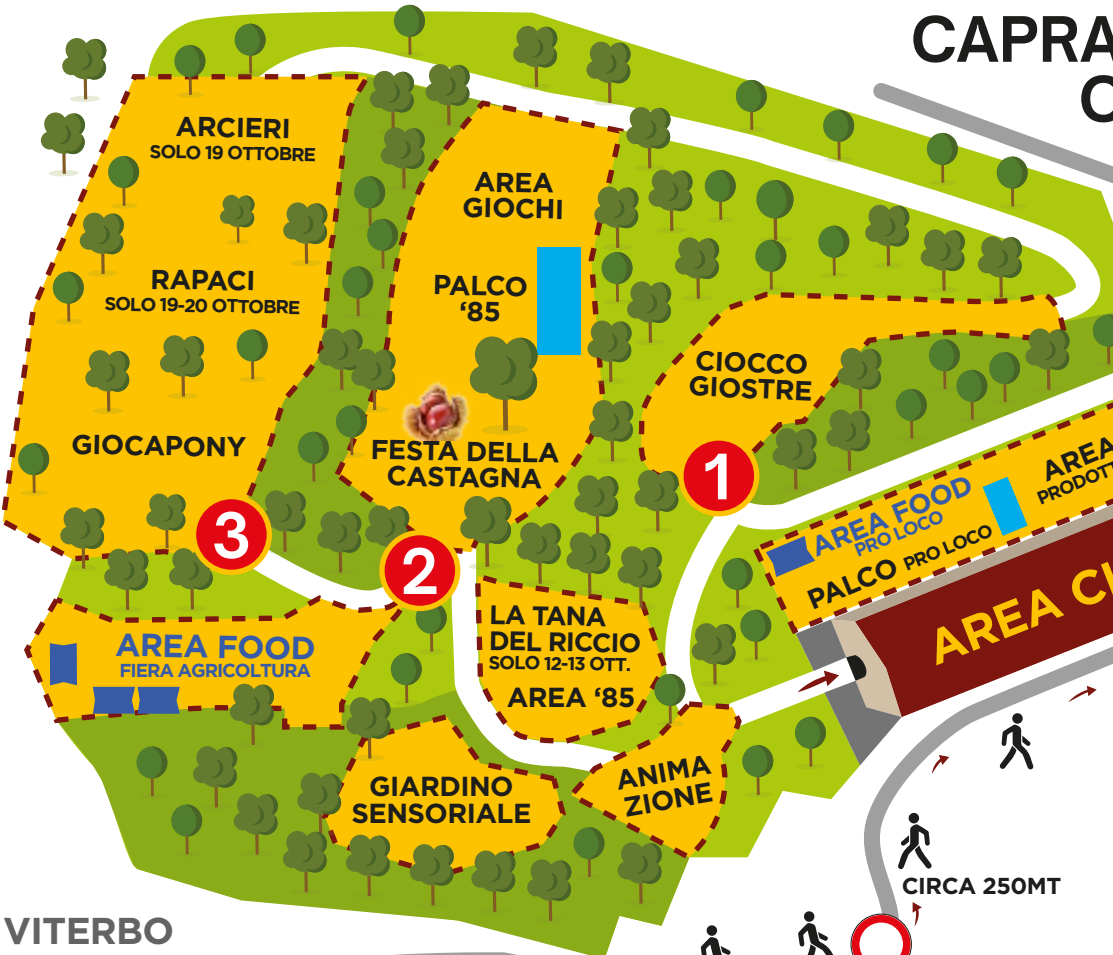 CAPRA
C
ARCIERI
SOLO 19 OTTOBRE
AREA
GIOCHI
RAPACI
SOLO 19-20 OTTOBRE
PALCO
‘85
CIOCCO
GIOSTRE
GIOCAPONY
FESTA DELLA
CASTAGNA
1
2
3
AREA FOOD
PRO LOCO
PALCO PRO LOCO
AREA
PRODOTT
AREA CI
LA TANA
DEL RICCIO
SOLO 12-13 OTT.
AREA ‘85
AREA FOOD
FIERA AGRICOLTURA
GIARDINO
SENSORIALE
ANIMA
ZIONE
CIRCA 250MT
VITERBO